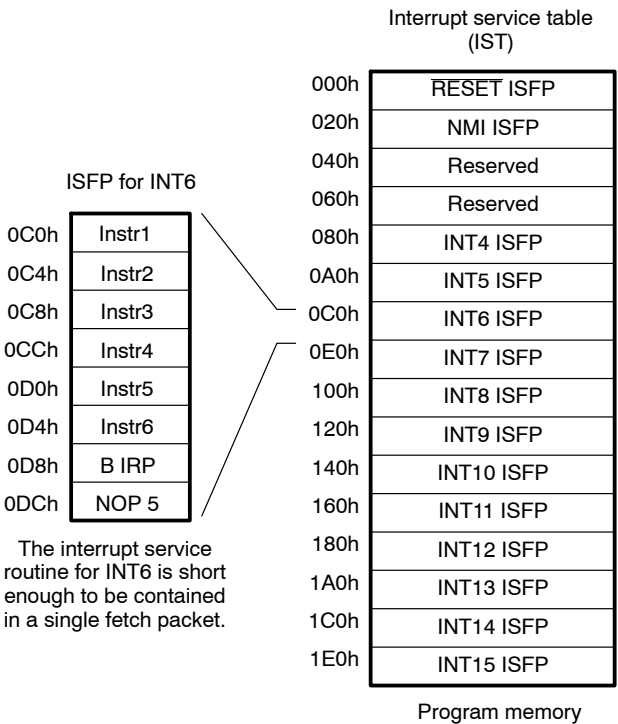 Interrupt service table
(IST)
000h RESET ISFP
020h NMI ISFP
040h Reserved
060h Reserved
080h INT4 ISFP
0A0h INT5 ISFP
0C0h INT6 ISFP
0E0h INT7 ISFP
100h INT8 ISFP
120h INT9 ISFP
140h INT10 ISFP
160h INT11 ISFP
180h INT12 ISFP
1A0h INT13 ISFP
1C0h INT14 ISFP
1E0h INT15 ISFP
Program memory
ISFP for INT6
0C0h Instr1
0C4h Instr2
0C8h Instr3
0CCh Instr4
0D0h Instr5
0D4h Instr6
0D8h B IRP
0DCh NOP 5
The interrupt service
routine for INT6 is short
enough to be contained
in a single fetch packet.